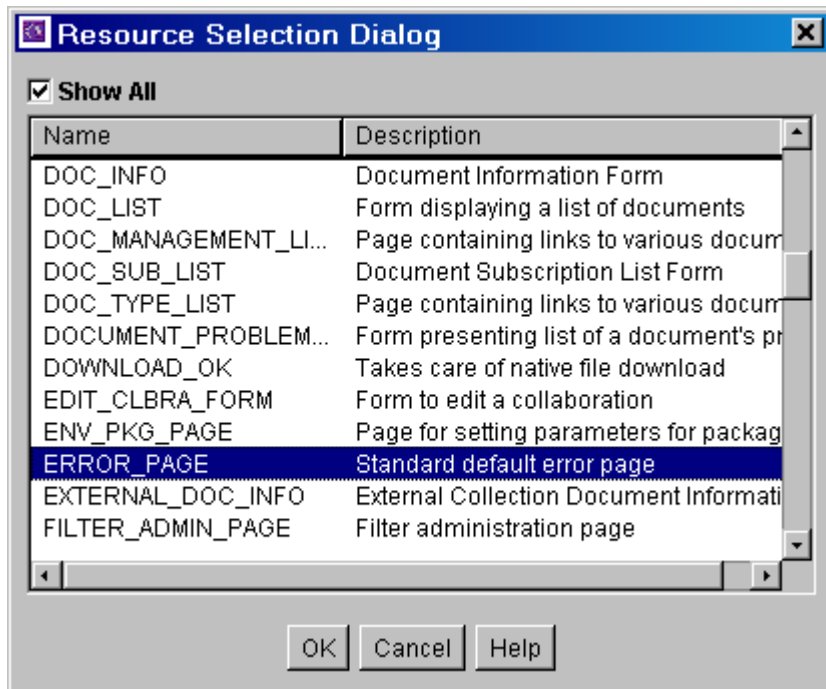 Resource Selection Dialog
Show All
Name Description
DOC_INFO Document Information Form
DOC_LIST Form displaying a list of documents
DOC_MANAGEMENT_LI... Page containing links to various docum
DOC_SUB_LIST Document Subscription List Form
DOC_TYPE_LIST Page containing links to various docum
DOCUMENT_PROBLEM... Form presenting list of a document's pr
DOWNLOAD_OK Takes care of native file download
EDIT_CLBRA_FORM Form to edit a collaboration
ENV_PKG_PAGE Page for setting parameters for packag
ERROR_PAGE Standard default error page
EXTERNAL_DOC_INFO External Collection Document Informati
FILTER_ADMIN_PAGE Filter administration page
OK Cancel Help